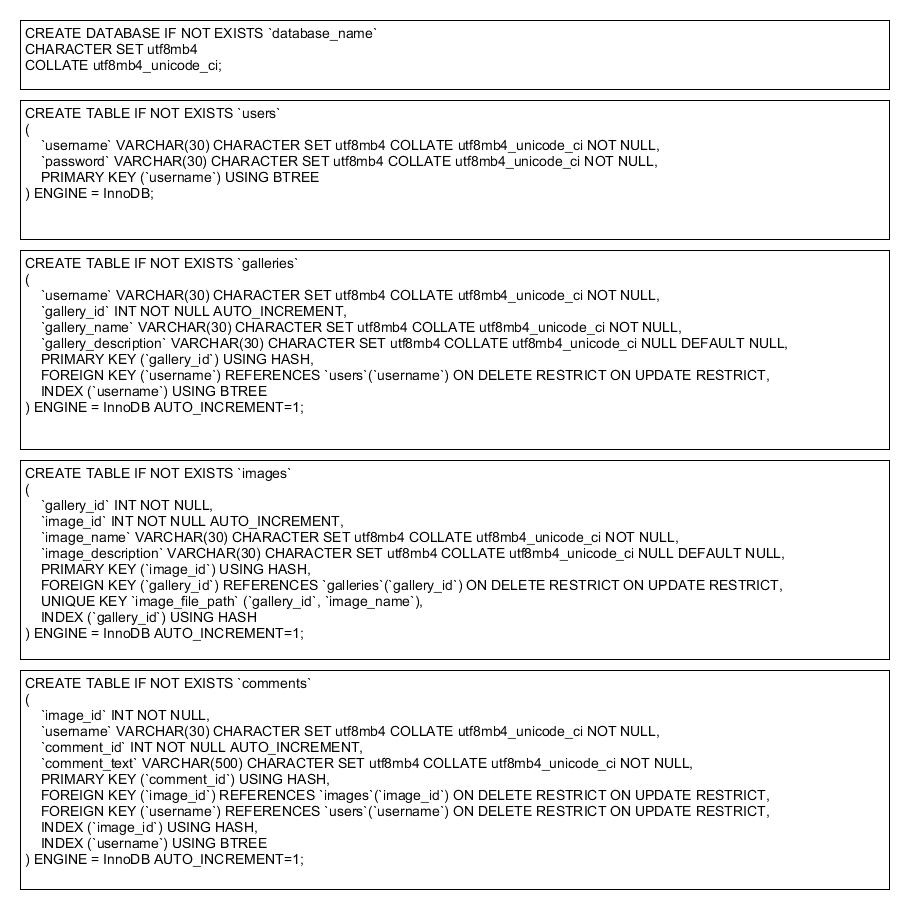 CREATE DATABASE IF NOT EXISTS `database_name`
CHARACTER SET utf8mb4
COLLATE utf8mb4_unicode_ci;
CREATE TABLE IF NOT EXISTS `users`
(
    `username` VARCHAR(30) CHARACTER SET utf8mb4 COLLATE utf8mb4_unicode_ci NOT NULL,
    `password` VARCHAR(30) CHARACTER SET utf8mb4 COLLATE utf8mb4_unicode_ci NOT NULL,
    PRIMARY KEY (`username`) USING BTREE
) ENGINE = InnoDB;
CREATE TABLE IF NOT EXISTS `galleries`
(
    `username` VARCHAR(30) CHARACTER SET utf8mb4 COLLATE utf8mb4_unicode_ci NOT NULL,
    `gallery_id` INT NOT NULL AUTO_INCREMENT,
    `gallery_name` VARCHAR(30) CHARACTER SET utf8mb4 COLLATE utf8mb4_unicode_ci NOT NULL,
    `gallery_description` VARCHAR(30) CHARACTER SET utf8mb4 COLLATE utf8mb4_unicode_ci NULL DEFAULT NULL,
    PRIMARY KEY (`gallery_id`) USING HASH,
    FOREIGN KEY (`username`) REFERENCES `users`(`username`) ON DELETE RESTRICT ON UPDATE RESTRICT,
    INDEX (`username`) USING BTREE
) ENGINE = InnoDB AUTO_INCREMENT=1;
CREATE TABLE IF NOT EXISTS `images`
(
    `gallery_id` INT NOT NULL,
    `image_id` INT NOT NULL AUTO_INCREMENT,
    `image_name` VARCHAR(30) CHARACTER SET utf8mb4 COLLATE utf8mb4_unicode_ci NOT NULL,
    `image_description` VARCHAR(30) CHARACTER SET utf8mb4 COLLATE utf8mb4_unicode_ci NULL DEFAULT NULL,
    PRIMARY KEY (`image_id`) USING HASH,
    FOREIGN KEY (`gallery_id`) REFERENCES `galleries`(`gallery_id`) ON DELETE RESTRICT ON UPDATE RESTRICT,
    UNIQUE KEY `image_file_path` (`gallery_id`, `image_name`),
    INDEX (`gallery_id`) USING HASH
) ENGINE = InnoDB AUTO_INCREMENT=1;
CREATE TABLE IF NOT EXISTS `comments`
(
    `image_id` INT NOT NULL,
    `username` VARCHAR(30) CHARACTER SET utf8mb4 COLLATE utf8mb4_unicode_ci NOT NULL,
    `comment_id` INT NOT NULL AUTO_INCREMENT,
    `comment_text` VARCHAR(500) CHARACTER SET utf8mb4 COLLATE utf8mb4_unicode_ci NOT NULL,
    PRIMARY KEY (`comment_id`) USING HASH,
    FOREIGN KEY (`image_id`) REFERENCES `images`(`image_id`) ON DELETE RESTRICT ON UPDATE RESTRICT,
    FOREIGN KEY (`username`) REFERENCES `users`(`username`) ON DELETE RESTRICT ON UPDATE RESTRICT,
    INDEX (`image_id`) USING HASH,
    INDEX (`username`) USING BTREE
) ENGINE = InnoDB AUTO_INCREMENT=1;